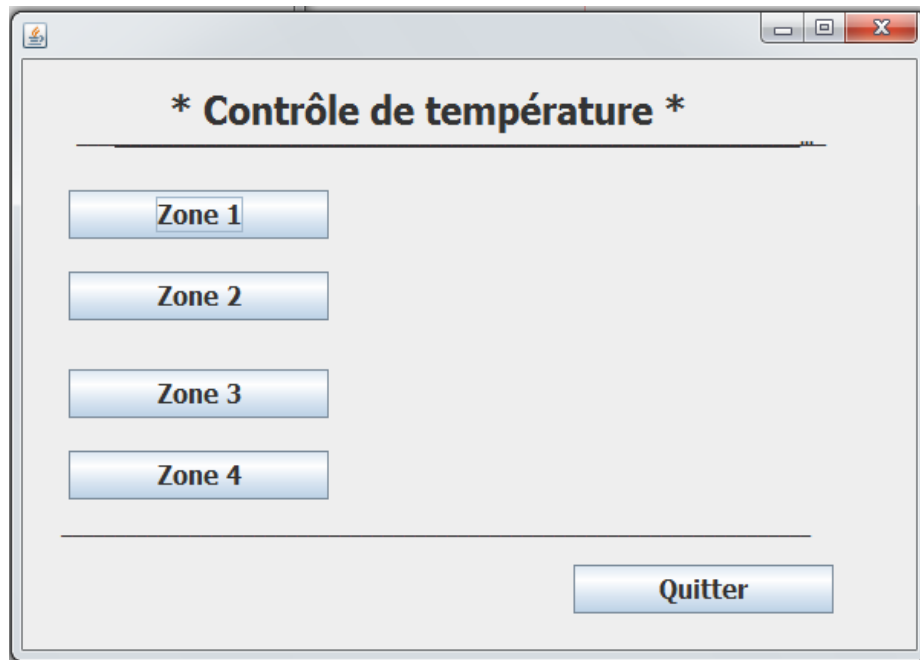 * Contrôle de température *
Zone 1
Zone 2
Zone 3
Zone 4
Quitter